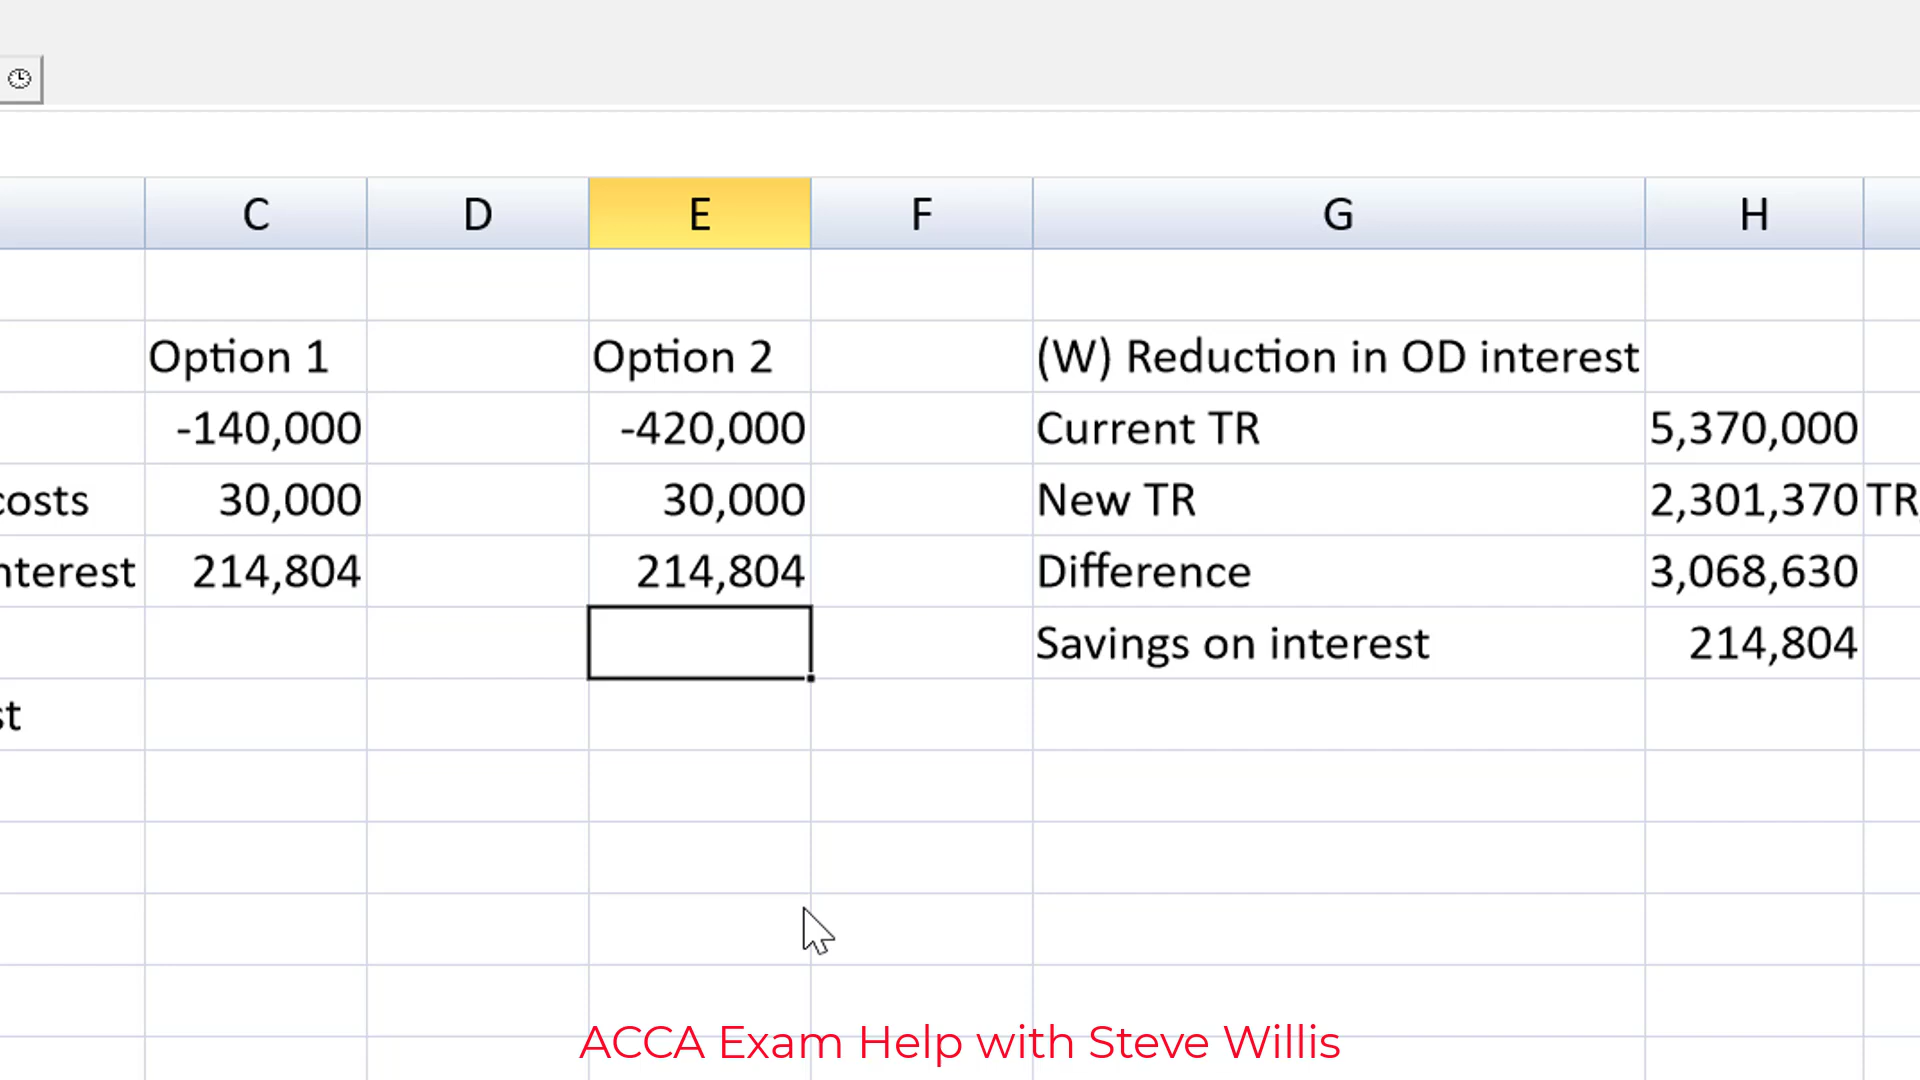 C D E F G H
Option 1 Option 2 (W) Reduction in OD interest
-140,000 -420,000 Current TR 5,370,000
costs 30,000 30,000 New TR 2,301,370 TR
nterest 214,804 214,804 Difference 3,068,630
Savings on interest 214,804
st
ACCA Exam Help with Steve Willis